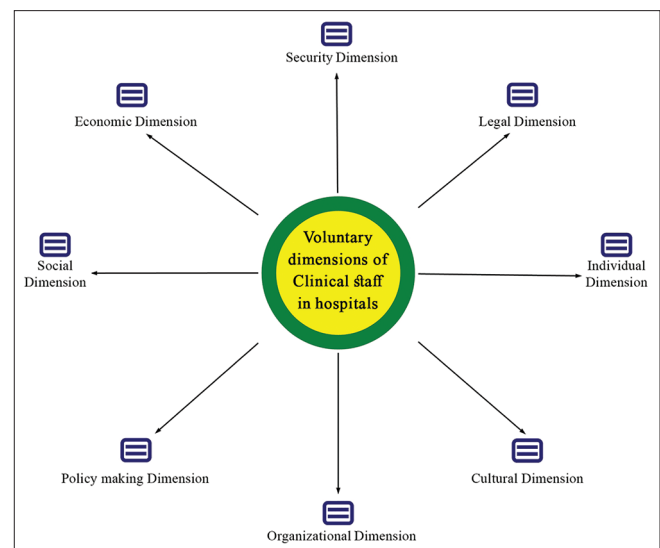 Security Dimension
Economic Dimension
Legal Dimension
Voluntary
dimensions of
Clinical staff
in hospitals
Social
Dimension
Individual
Dimension
Policy making Dimension
Cultural Dimension
Organizational Dimension